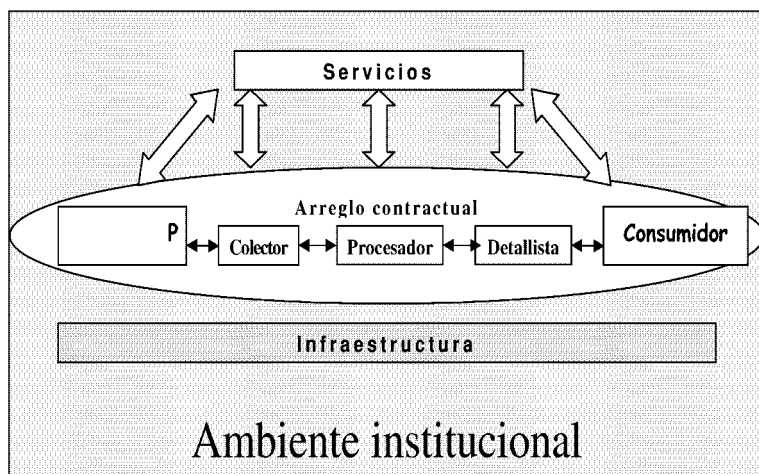 Servicios
Arreglo contractual
P
Colector
Procesador
Detallista
Consumidor
Infraestructura
Ambiente institucional